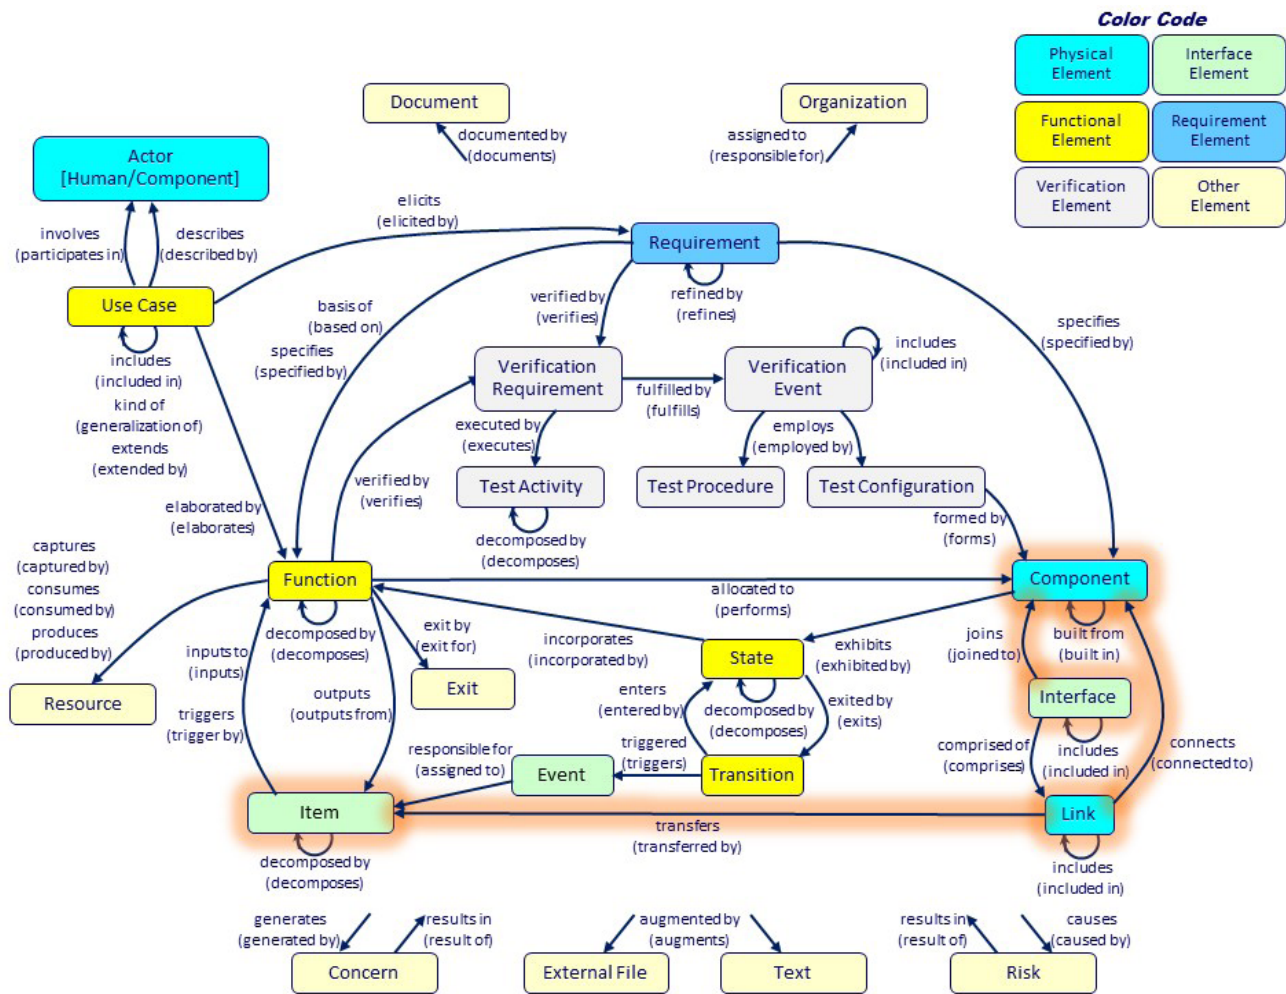 Color Code
Physical
Element
Interface
Element
Functional
Element
Requirement
Element
Verification
Element
Other
Element
Document
Organization
documented by
(documents)
assigned to
(responsible for)
Actor
[Human/Component]
elicits
(elicited by)
involves
(participates in)
describes
(described by)
Requirement
Use Case
refined by
(refines)
verified by
(verifies)
basis of
(based on)
specifies
(specified by)
specifies
(specified by)
includes
(included in)
kind of
(generalization of)
extends
(extended by)
includes
(included in)
Verification
Requirement
fulfilled by
(fulfills)
Verification
Event
executed by
(executes)
employs
(employed by)
verified by
(verifies)
Test Activity
Test Procedure
Test Configuration
elaborated by
(elaborates)
decomposed by
(decomposes)
formed by
(forms)
captures
(captured by)
consumes
(consumed by)
produces
(produced by)
Function
allocated to
(performs)
Component
decomposed by
(decomposes)
exit by
(exit for)
incorporates
(incorporated by)
exhibits
(exhibited by)
joins
(joined to)
built from
(built in)
inputs to
(inputs)
outputs
(outputs from)
State
Resource
Exit
enters
(entered by)
decomposed by
(decomposes)
exited by
(exits)
Interface
triggers
(trigger by)
responsible for
(assigned to)
triggered
(triggers)
comprised of
(comprises)
includes
(included in)
connects
(connected to)
Event
Transition
Item
Link
transfers
(transferred by)
decomposed by
(decomposes)
includes
(included in)
generates
(generated by)
results in
(result of)
augmented by
(augments)
results in
(result of)
causes
(caused by)
Concern
External File
Text
Risk